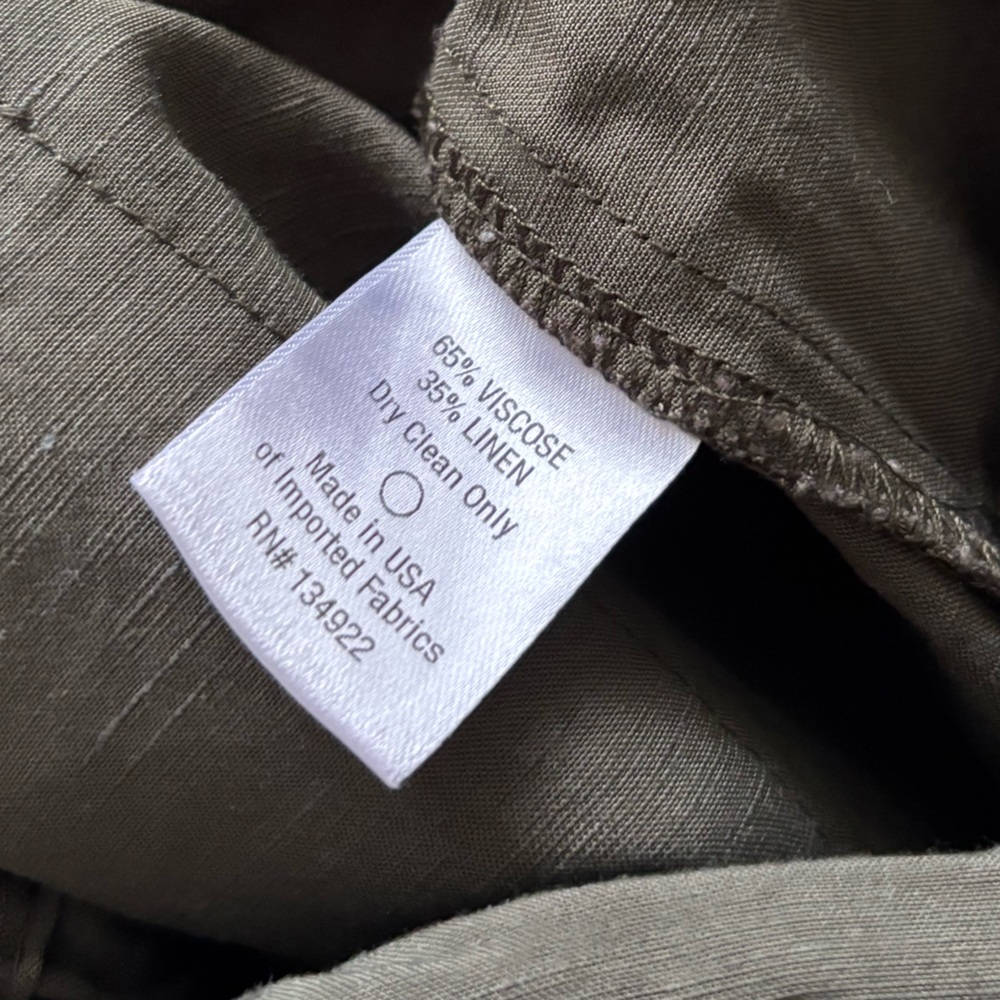 65% VISCOSE
35% LINEN
Dry Clean Only
Made in USA
of Imported Fabrics
RN# 134922